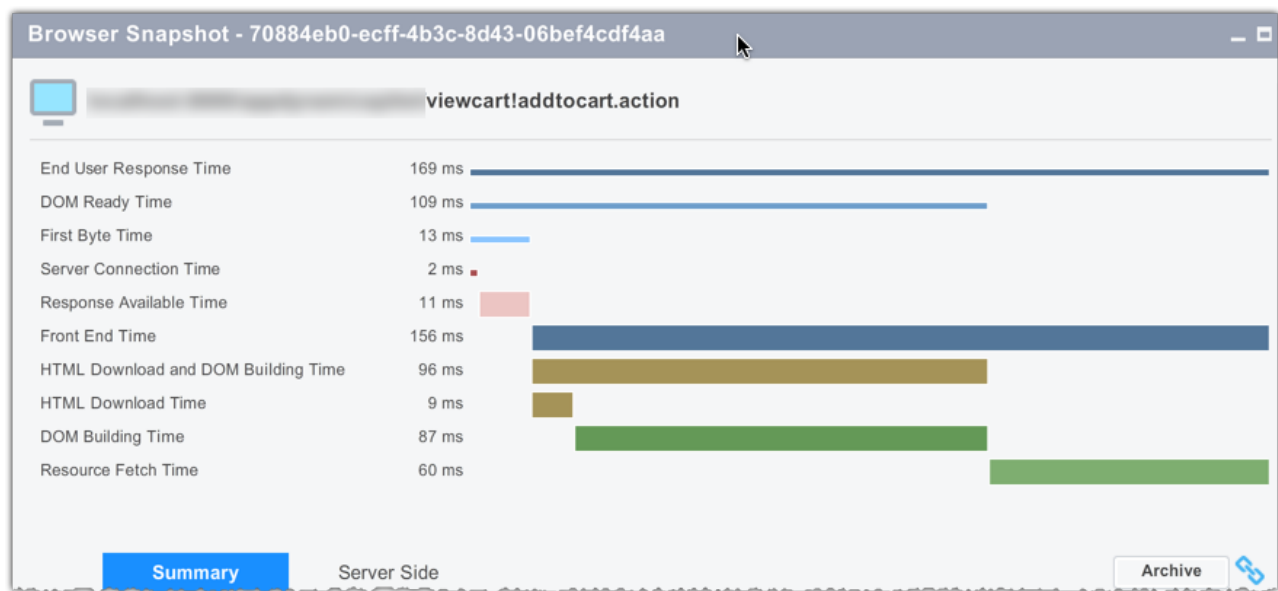 Browser Snapshot - 70884eb0-ecff-4b3c-8d43-06bef4cdf4aa
viewcart!addtocart.action
End User Response Time 169 ms
DOM Ready Time 109 ms
First Byte Time 13 ms
Server Connection Time 2 ms
Response Available Time 11 ms
Front End Time 156 ms
HTML Download and DOM Building Time 96 ms
HTML Download Time 9 ms
DOM Building Time 87 ms
Resource Fetch Time 60 ms
Summary Server Side Archive